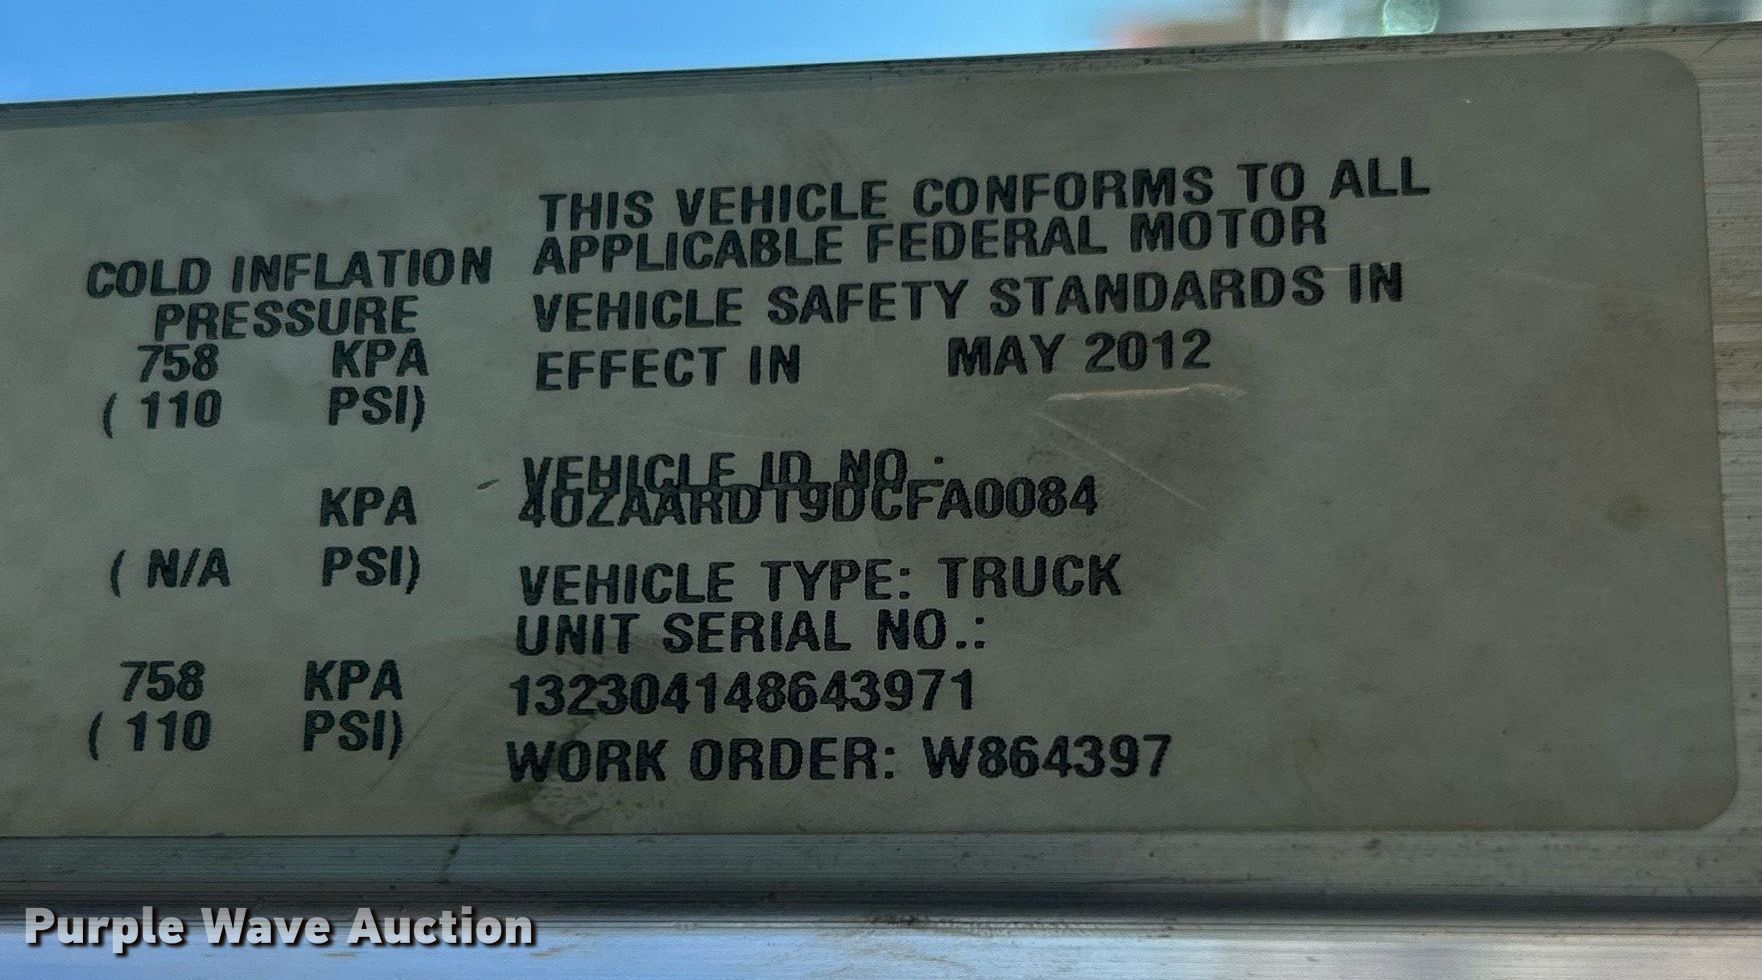 COLD INFLATION
PRESSURE
758 KPA
( 110 PSI)
KPA
( N/A PSI)
758 KPA
( 110 PSI)
THIS VEHICLE CONFORMS TO ALL
APPLICABLE FEDERAL MOTOR
VEHICLE SAFETY STANDARDS IN
EFFECT IN MAY 2012
VEHICLE ID NO.:
4UZAARDT9DCFA0084
VEHICLE TYPE: TRUCK
UNIT SERIAL NO.:
132304148643971
WORK ORDER: W864397
Purple Wave Auction